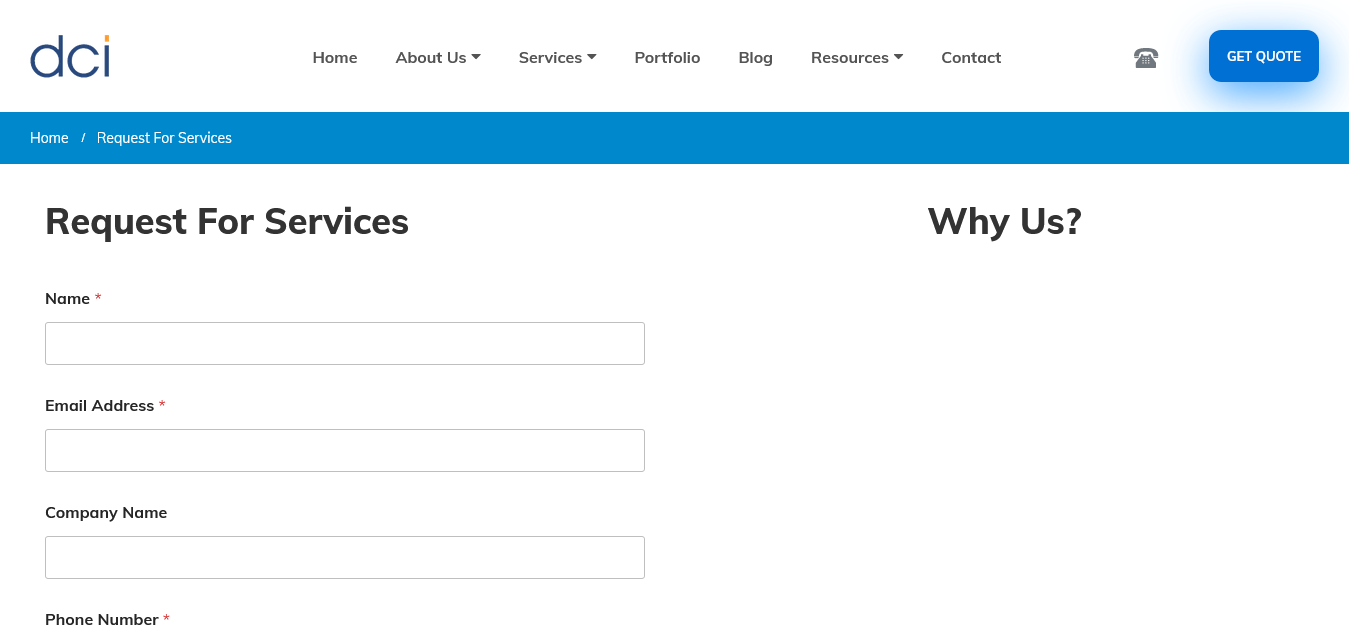 dci
Home About Us Services Portfolio Blog Resources Contact
GET QUOTE
Home / Request For Services
Request For Services
Why Us?
Name *
Email Address *
Company Name
Phone Number *